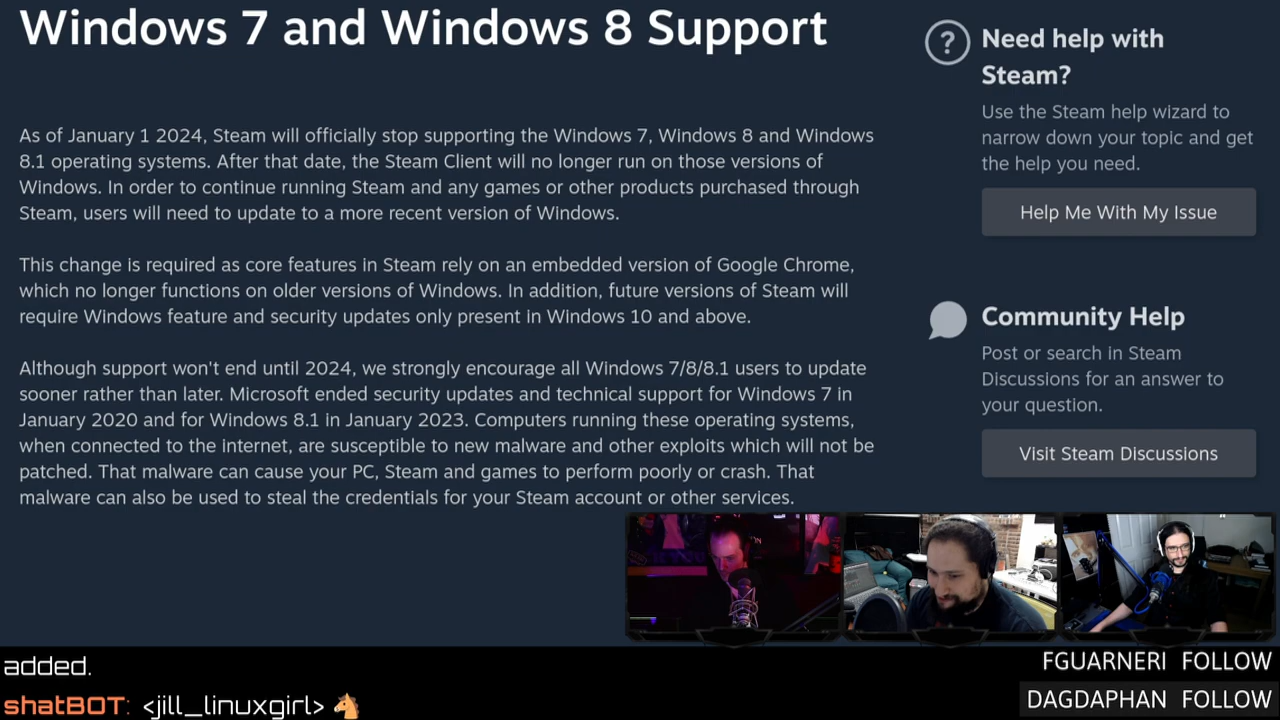 Windows 7 and Windows 8 Support
As of January 1 2024, Steam will officially stop supporting the Windows 7, Windows 8 and Windows
8.1 operating systems. After that date, the Steam Client will no longer run on those versions of
Windows. In order to continue running Steam and any games or other products purchased through
Steam, users will need to update to a more recent version of Windows.
This change is required as core features in Steam rely on an embedded version of Google Chrome,
which no longer functions on older versions of Windows. In addition, future versions of Steam will
require Windows feature and security updates only present in Windows 10 and above.
Although support won't end until 2024, we strongly encourage all Windows 7/8/8.1 users to update
sooner rather than later. Microsoft ended security updates and technical support for Windows 7 in
January 2020 and for Windows 8.1 in January 2023. Computers running these operating systems,
when connected to the internet, are susceptible to new malware and other exploits which will not be
patched. That malware can cause your PC, Steam and games to perform poorly or crash. That
malware can also be used to steal the credentials for your Steam account or other services.
?
Need help with
Steam?
Use the Steam help wizard to
narrow down your topic and get
the help you need.
Help Me With My Issue
Community Help
Post or search in Steam
Discussions for an answer to
your question.
Visit Steam Discussions
added.
shatBOT: <jill_linuxgirl> 🐴
FGUARNERI FOLLOW
DAGDAPHAN FOLLOW